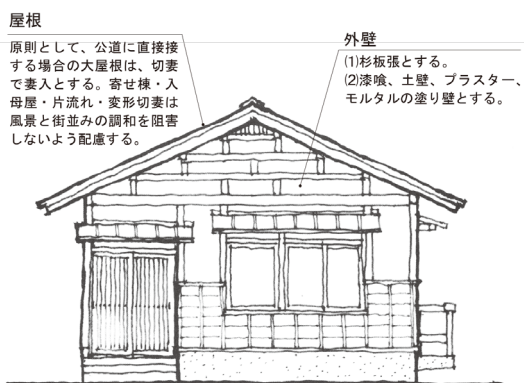 屋根
原則として、公道に直接接
する場合の大屋根は、切妻
で妻入とする。寄せ棟・入
母屋・片流れ・変形切妻は
風景と街並みの調和を阻害
しないよう配慮する。
外壁
⑴杉板張とする。
⑵漆喰、土壁、プラスター、
モルタルの塗り壁とする。